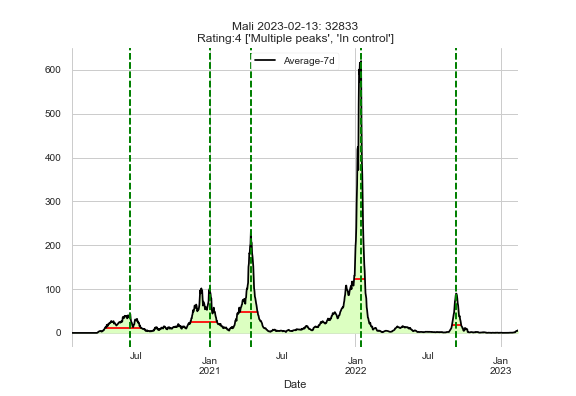 Mali 2023-02-13: 32833
Rating:4 ['Multiple peaks', 'In control']
Average-7d
600
500
400
300
200
100
0
Jul
Jan
2021
Jul
Jan
2022
Jul
Jan
2023
Date